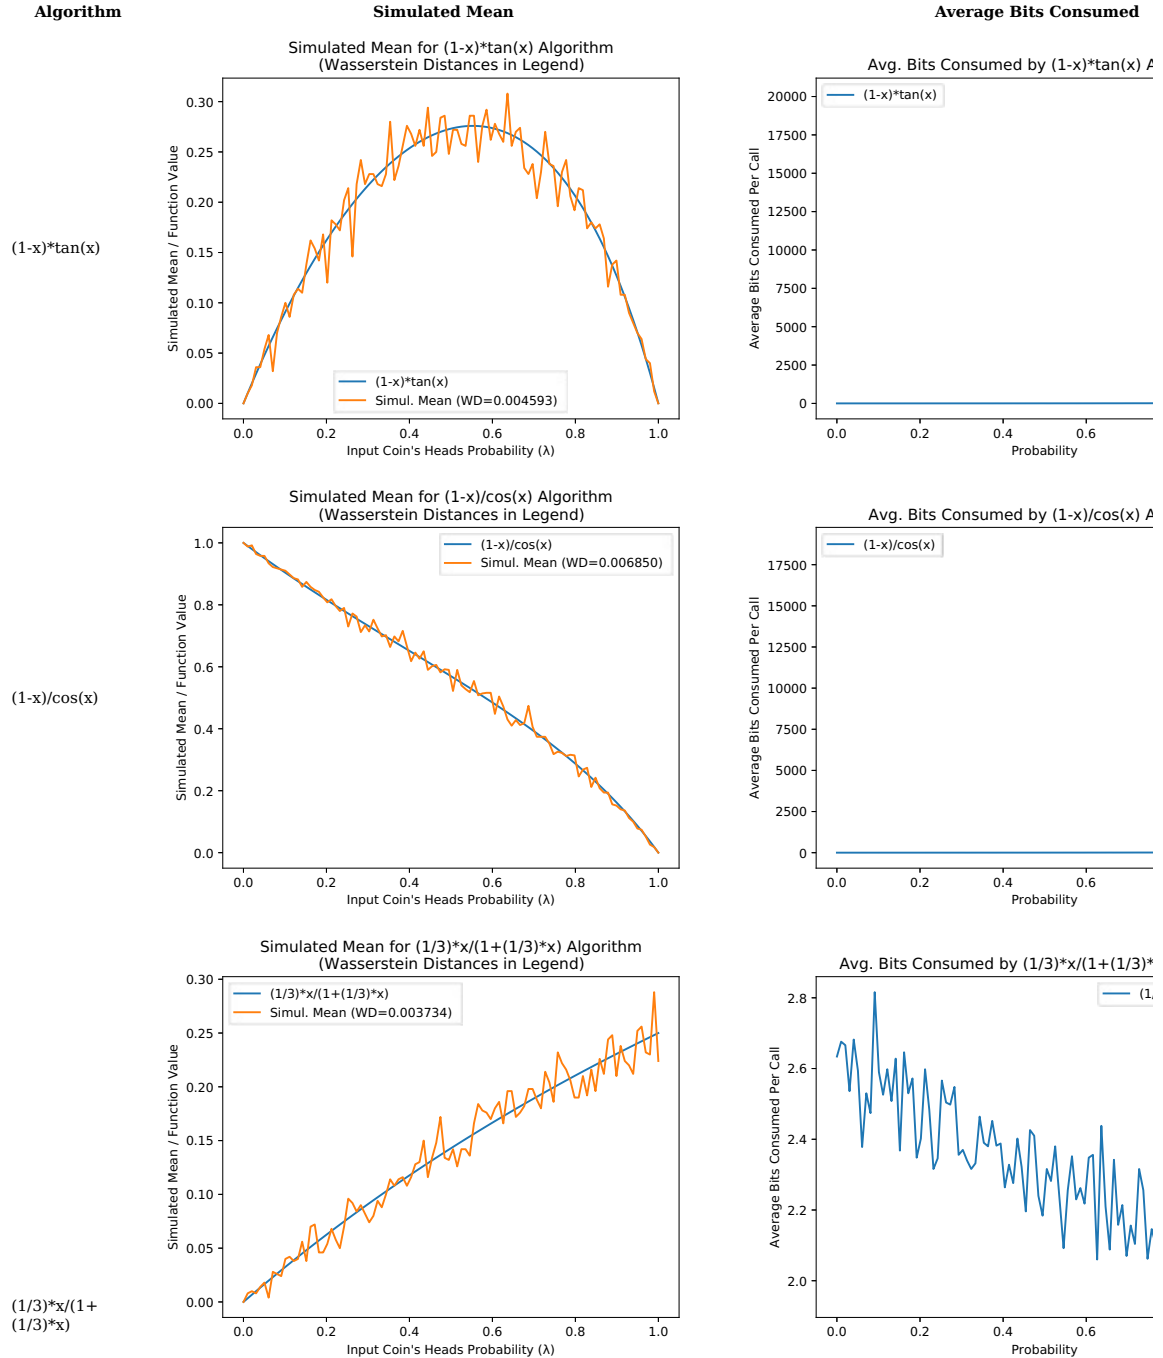 Algorithm
Simulated Mean
Average Bits Consumed
(1-x)*tan(x)
Simulated Mean for (1-x)*tan(x) Algorithm
(Wasserstein Distances in Legend)
Simulated Mean / Function Value
0.30
0.25
0.20
0.15
0.10
0.05
0.00
(1-x)*tan(x)
Simul. Mean (WD=0.004593)
0.0 0.2 0.4 0.6 0.8 1.0
Input Coin's Heads Probability (λ)
Avg. Bits Consumed by (1-x)*tan(x) A
Average Bits Consumed Per Call
(1-x)*tan(x)
20000
17500
15000
12500
10000
7500
5000
2500
0
0.0 0.2 0.4 0.6
Probability
(1-x)/cos(x)
Simulated Mean for (1-x)/cos(x) Algorithm
(Wasserstein Distances in Legend)
Simulated Mean / Function Value
(1-x)/cos(x)
Simul. Mean (WD=0.006850)
1.0
0.8
0.6
0.4
0.2
0.0
0.0 0.2 0.4 0.6 0.8 1.0
Input Coin's Heads Probability (λ)
Avg. Bits Consumed by (1-x)/cos(x) A
Average Bits Consumed Per Call
(1-x)/cos(x)
17500
15000
12500
10000
7500
5000
2500
0
0.0 0.2 0.4 0.6
Probability
(1/3)*x/(1+
(1/3)*x)
Simulated Mean for (1/3)*x/(1+(1/3)*x) Algorithm
(Wasserstein Distances in Legend)
Simulated Mean / Function Value
(1/3)*x/(1+(1/3)*x)
Simul. Mean (WD=0.003734)
0.30
0.25
0.20
0.15
0.10
0.05
0.00
0.0 0.2 0.4 0.6 0.8 1.0
Input Coin's Heads Probability (λ)
Avg. Bits Consumed by (1/3)*x/(1+(1/3)*
Average Bits Consumed Per Call
(1/
2.8
2.6
2.4
2.2
2.0
0.0 0.2 0.4 0.6
Probability